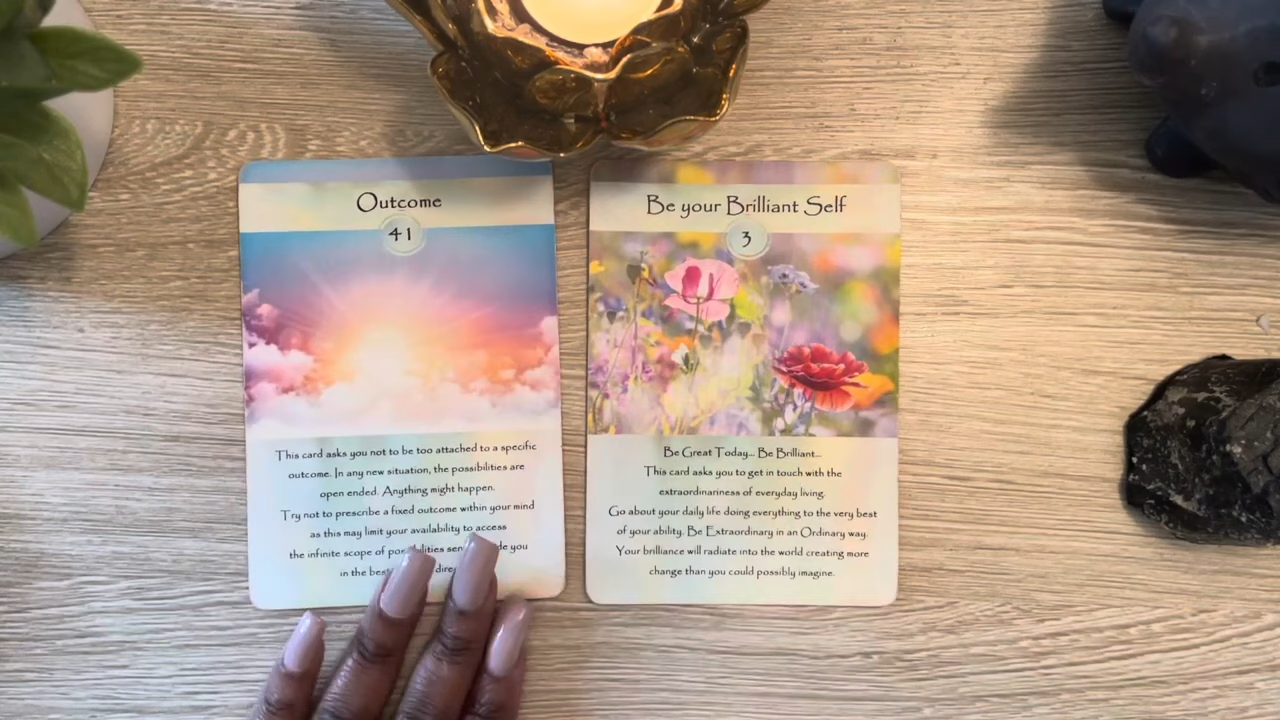 Outcome
41
This card asks you not to be too attached to a specific
outcome. In any new situation, the possibilities are
open ended. Anything might happen.
Try not to prescribe a fixed outcome within your mind
as this may limit your availability to access
the infinite scope of you
in the
Be your Brilliant Self
3
Be Great Today... Be Brilliant...
This card asks you to get in touch with the
extraordinariness of everyday living.
Go about your daily life doing everything to the very best
of your ability. Be Extraordinary in an Ordinary way.
Your brilliance will radiate into the world creating more
change than you could possibly imagine.